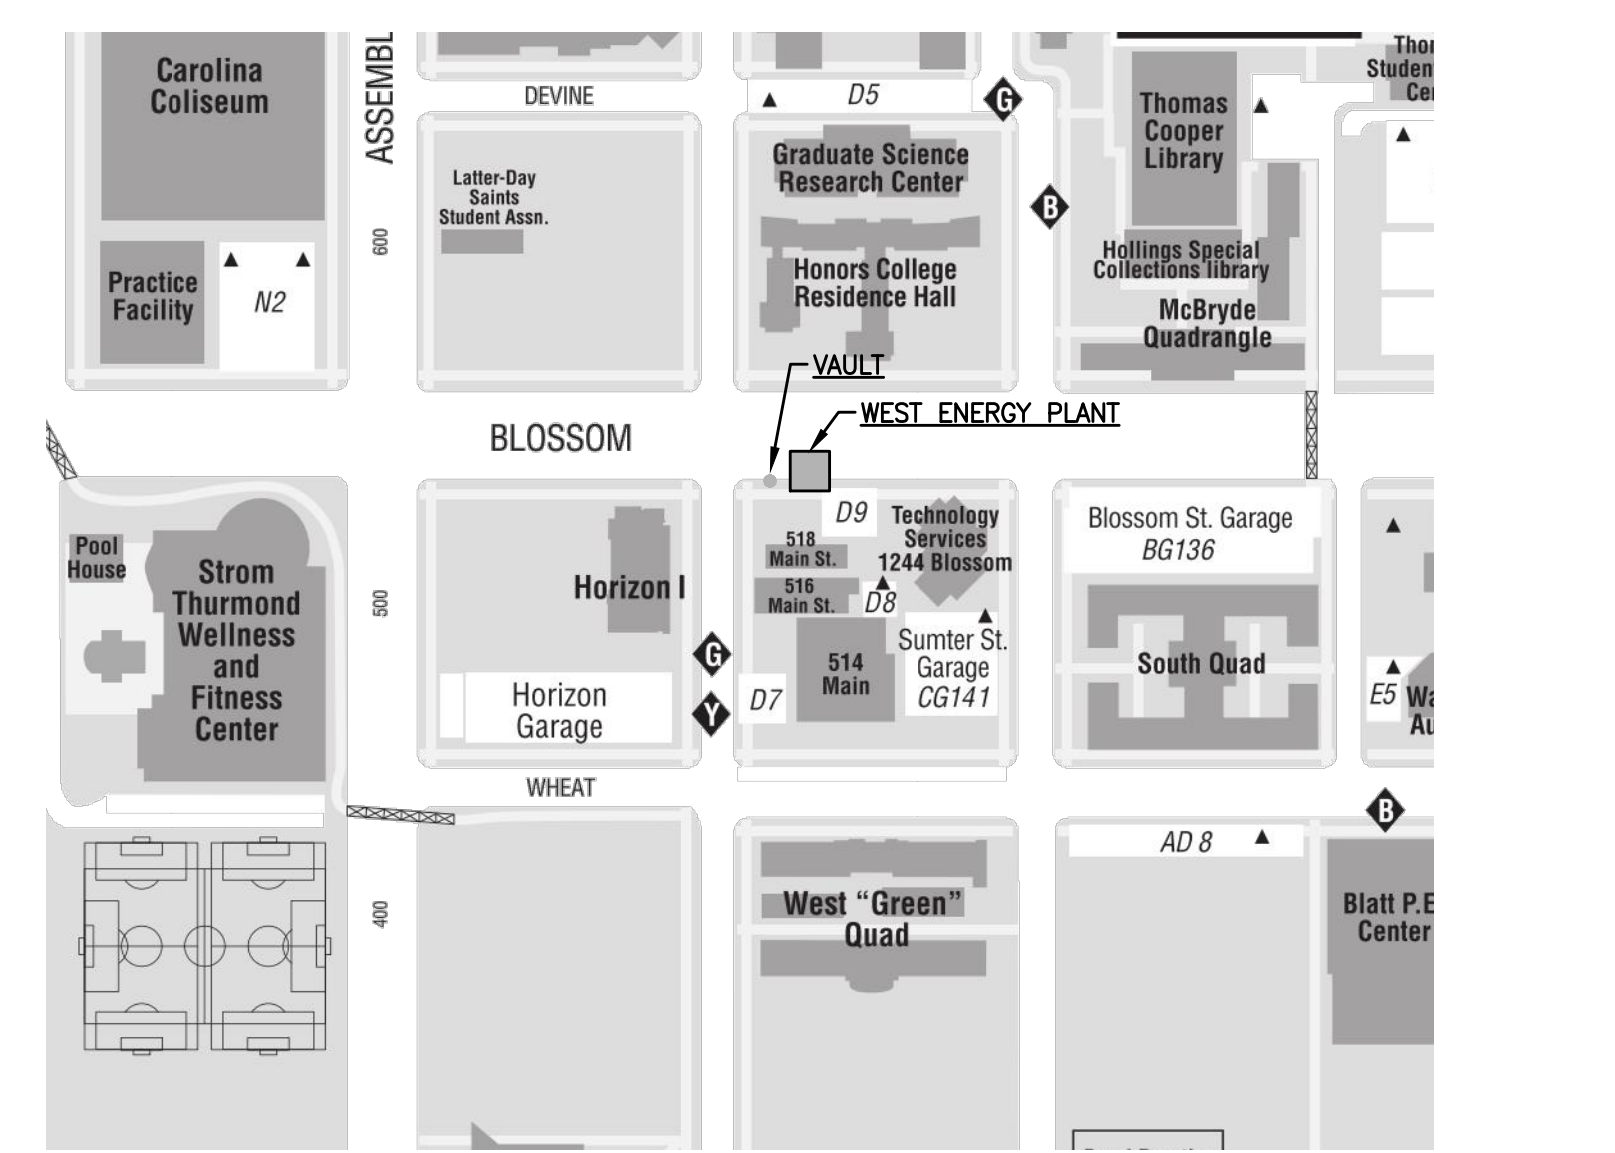 Carolina
Coliseum
ASSEMBL
DEVINE
D5
G
Thomas
Cooper
Library
Thor
Student
Cer
Graduate Science
Research Center
Latter-Day
Saints
Student Assn.
B
600
Practice
Facility
N2
Honors College
Residence Hall
Hollings Special
Collections library
McBryde
Quadrangle
VAULT
WEST ENERGY PLANT
BLOSSOM
D9
Technology
Services
1244 Blossom
518
Main St.
516
Main St.
D8
Blossom St. Garage
BG136
Pool
House
Strom
Thurmond
Wellness
and
Fitness
Center
500
Horizon I
G
Y
Horizon
Garage
D7
514
Main
Sumter St.
Garage
CG141
South Quad
E5
Wa
Au
WHEAT
B
AD 8
400
West “Green”
Quad
Blatt P.E
Center